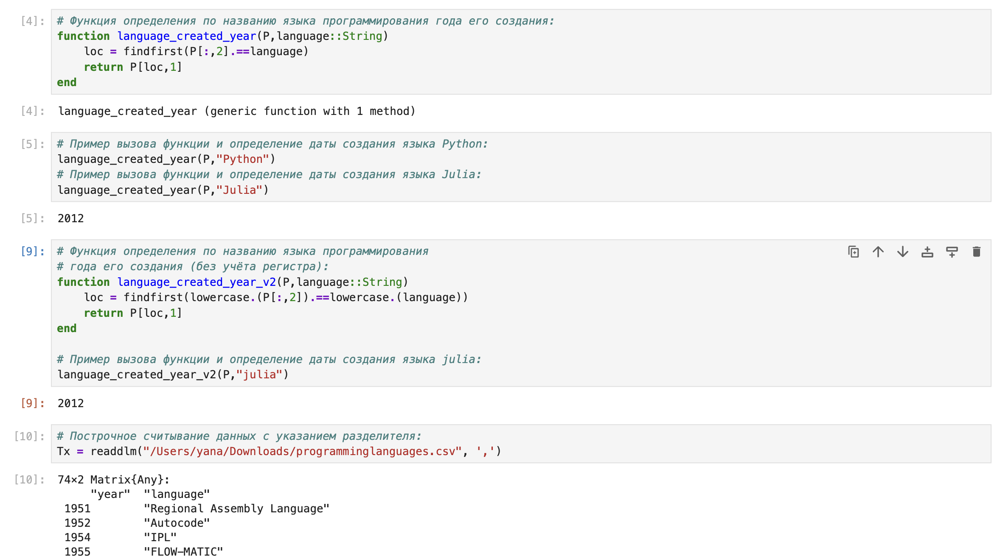 [4]: # Функция определения по названию языка программирования года его создания:
function language_created_year(P,language::String)
    loc = findfirst(P[:,2].==language)
    return P[loc,1]
end
[4]: language_created_year (generic function with 1 method)
[5]: # Пример вызова функции и определение даты создания языка Python:
language_created_year(P,"Python")
# Пример вызова функции и определение даты создания языка Julia:
language_created_year(P,"Julia")
[5]: 2012
[9]: # Функция определения по названию языка программирования
# года его создания (без учёта регистра):
function language_created_year_v2(P,language::String)
    loc = findfirst(lowercase.(P[:,2]).==lowercase.(language))
    return P[loc,1]
end
# Пример вызова функции и определение даты создания языка julia:
language_created_year_v2(P,"julia")
[9]: 2012
[10]: # Построчное считывание данных с указанием разделителя:
Tx = readdlm("/Users/yana/Downloads/programminglanguages.csv", ',')
[10]: 74×2 Matrix{Any}:
     "year"  "language"
 1951        "Regional Assembly Language"
 1952        "Autocode"
 1954        "IPL"
 1955        "FLOW-MATIC"